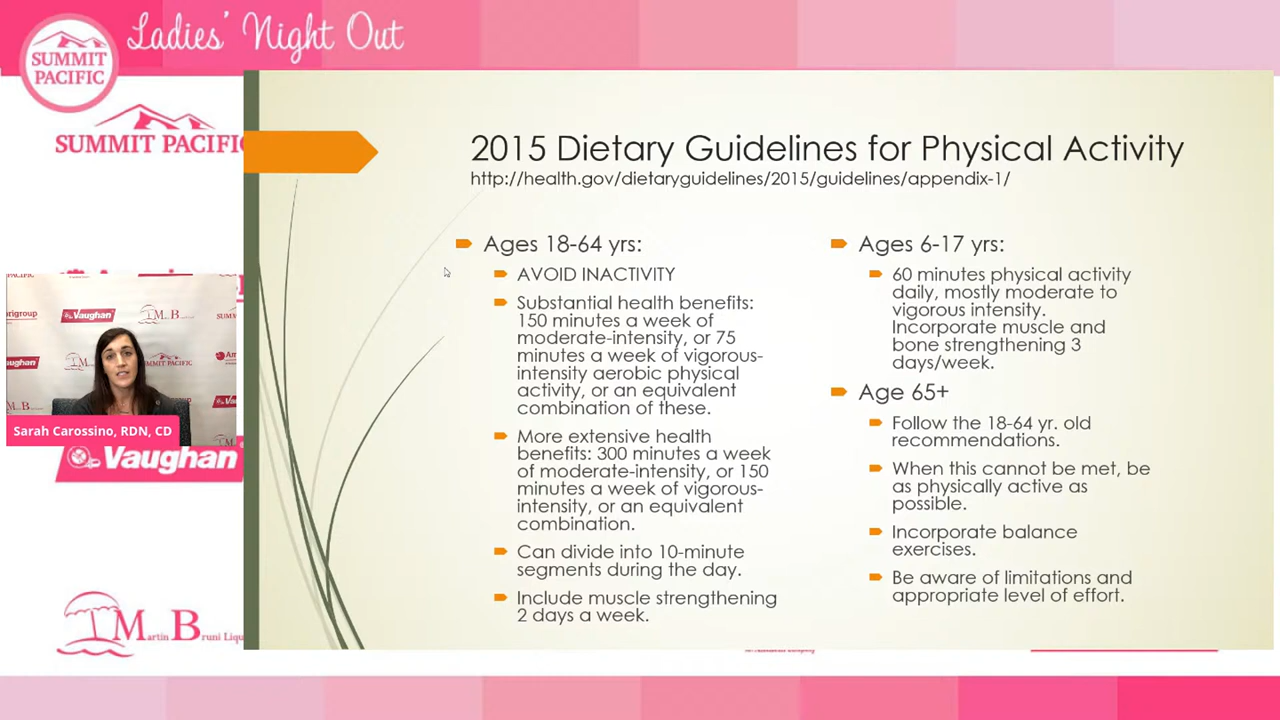 Ladies' Night Out
SUMMIT
PACIFIC
SUMMIT PACIFIC
2015 Dietary Guidelines for Physical Activity
http://health.gov/dietaryguidelines/2015/guidelines/appendix-1/
Ages 18-64 yrs:
AVOID INACTIVITY
Substantial health benefits:
150 minutes a week of
moderate-intensity, or 75
minutes a week of vigorous-
intensity aerobic physical
activity, or an equivalent
combination of these.
More extensive health
benefits: 300 minutes a week
of moderate-intensity, or 150
minutes a week of vigorous-
intensity, or an equivalent
combination.
Can divide into 10-minute
segments during the day.
Include muscle strengthening
2 days a week.
Ages 6-17 yrs:
60 minutes physical activity
daily, mostly moderate to
vigorous intensity.
Incorporate muscle and
bone strengthening 3
days/week.
Age 65+
Follow the 18-64 yr. old
recommendations.
When this cannot be met, be
as physically active as
possible.
Incorporate balance
exercises.
Be aware of limitations and
appropriate level of effort.
Vaughan
SUMMIT PACIFIC
Sarah Carossino, RDN, CD
Vaughan
Martin Bruni